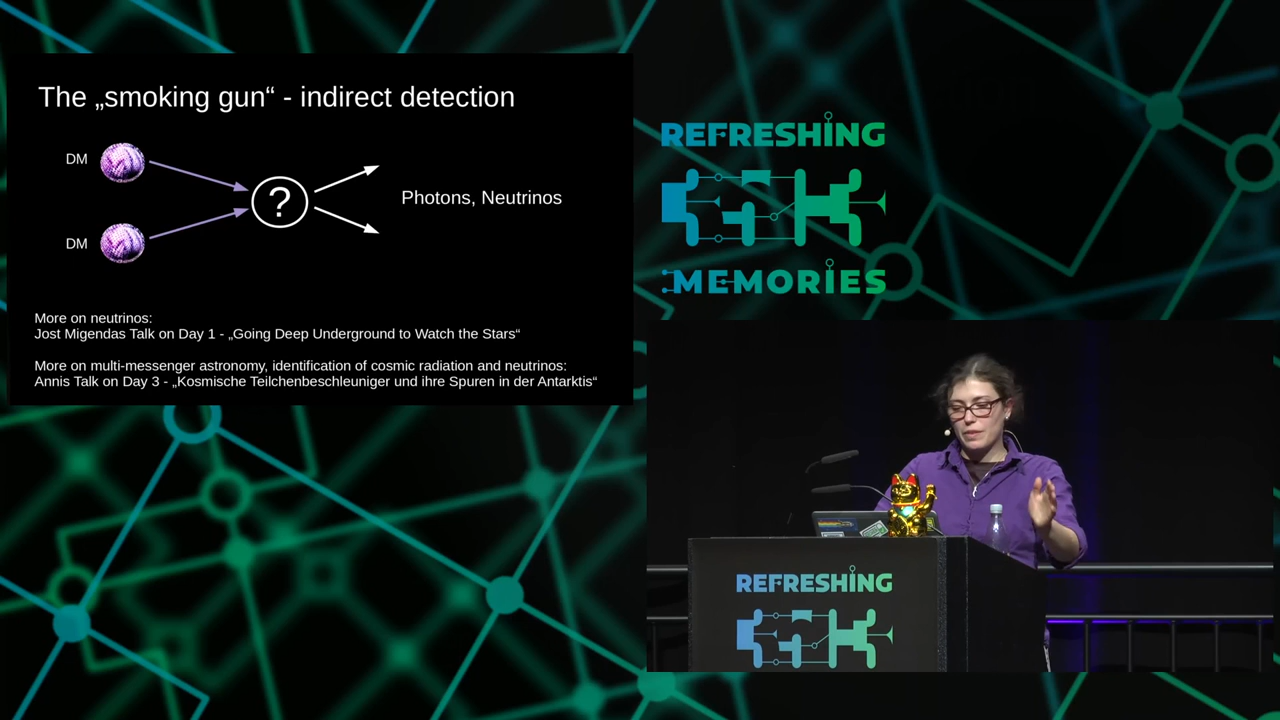 The „smoking gun“ - indirect detection
DM
?
Photons, Neutrinos
DM
More on neutrinos:
Jost Migendas Talk on Day 1 - „Going Deep Underground to Watch the Stars“
More on multi-messenger astronomy, identification of cosmic radiation and neutrinos:
Annis Talk on Day 3 - „Kosmische Teilchenbeschleuniger und ihre Spuren in der Antarktis“
REFRESHING
MEMORIES
REFRESHING